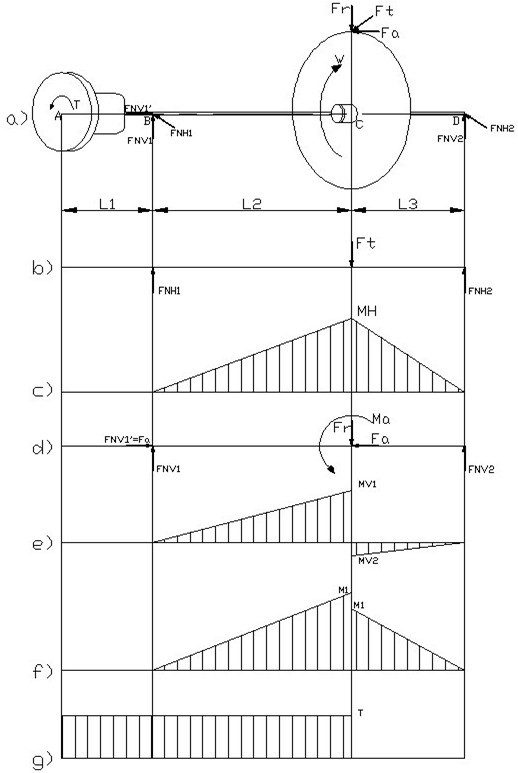 Fr
Ft
Fa
W
T
A
a)
FNV1'
B
FNH1
FNV1
C
D
FNV2
FNH2
L1
L2
L3
Ft
b)
FNH1
FNH2
MH
c)
Ma
Fr
FNV1'=Fa
Fa
d)
FNV1
FNV2
MV1
e)
MV2
M1
M1
f)
T
g)